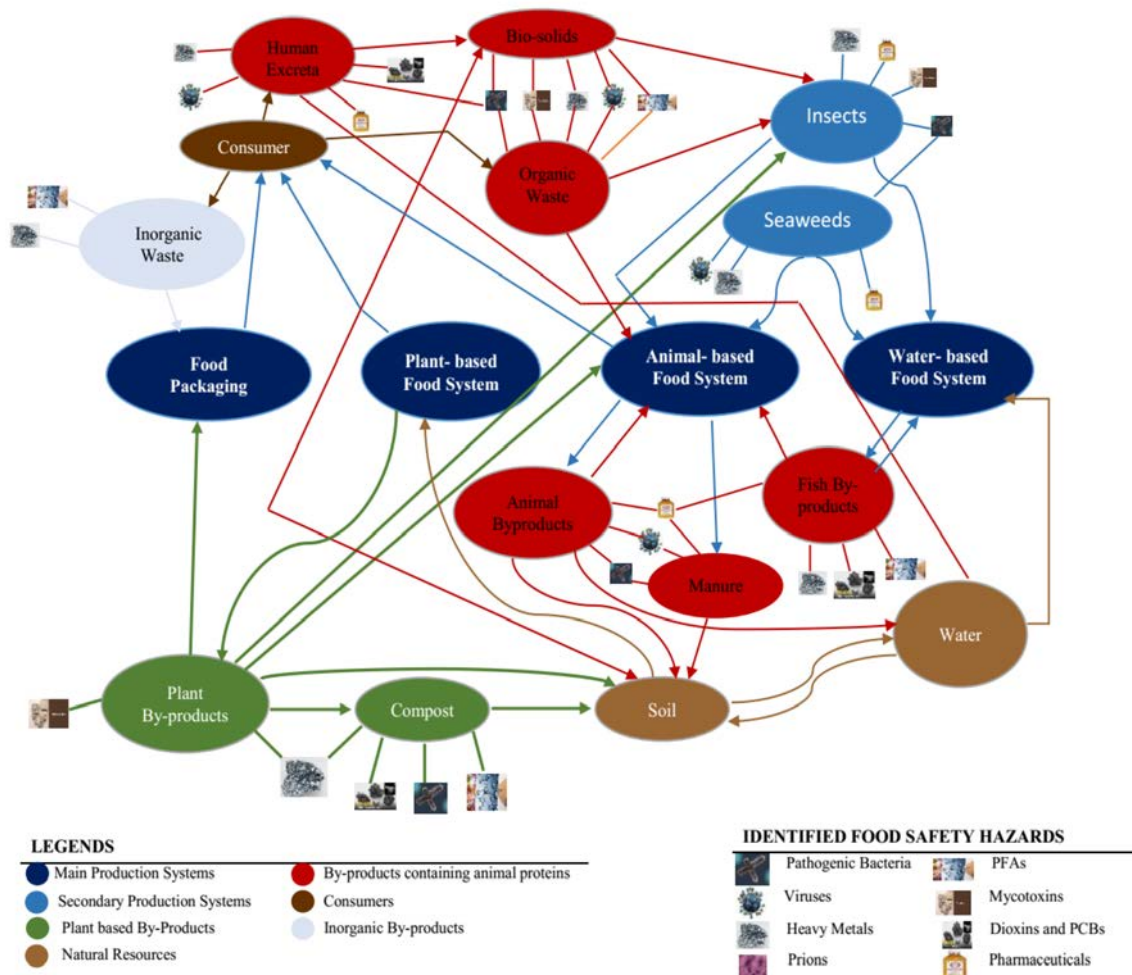 Human
Excreta
Bio-solids
Insects
Consumer
Organic
Waste
Seaweeds
Inorganic
Waste
Food
Packaging
Plant- based
Food System
Animal- based
Food System
Water- based
Food System
Animal
Byproducts
Fish By-
products
Manure
Water
Plant
By-products
Compost
Soil
LEGENDS
Main Production Systems
By-products containing animal proteins
Secondary Production Systems
Consumers
Plant based By-Products
Inorganic By-products
Natural Resources
IDENTIFIED FOOD SAFETY HAZARDS
Pathogenic Bacteria
PFAs
Viruses
Mycotoxins
Heavy Metals
Dioxins and PCBs
Prions
Pharmaceuticals